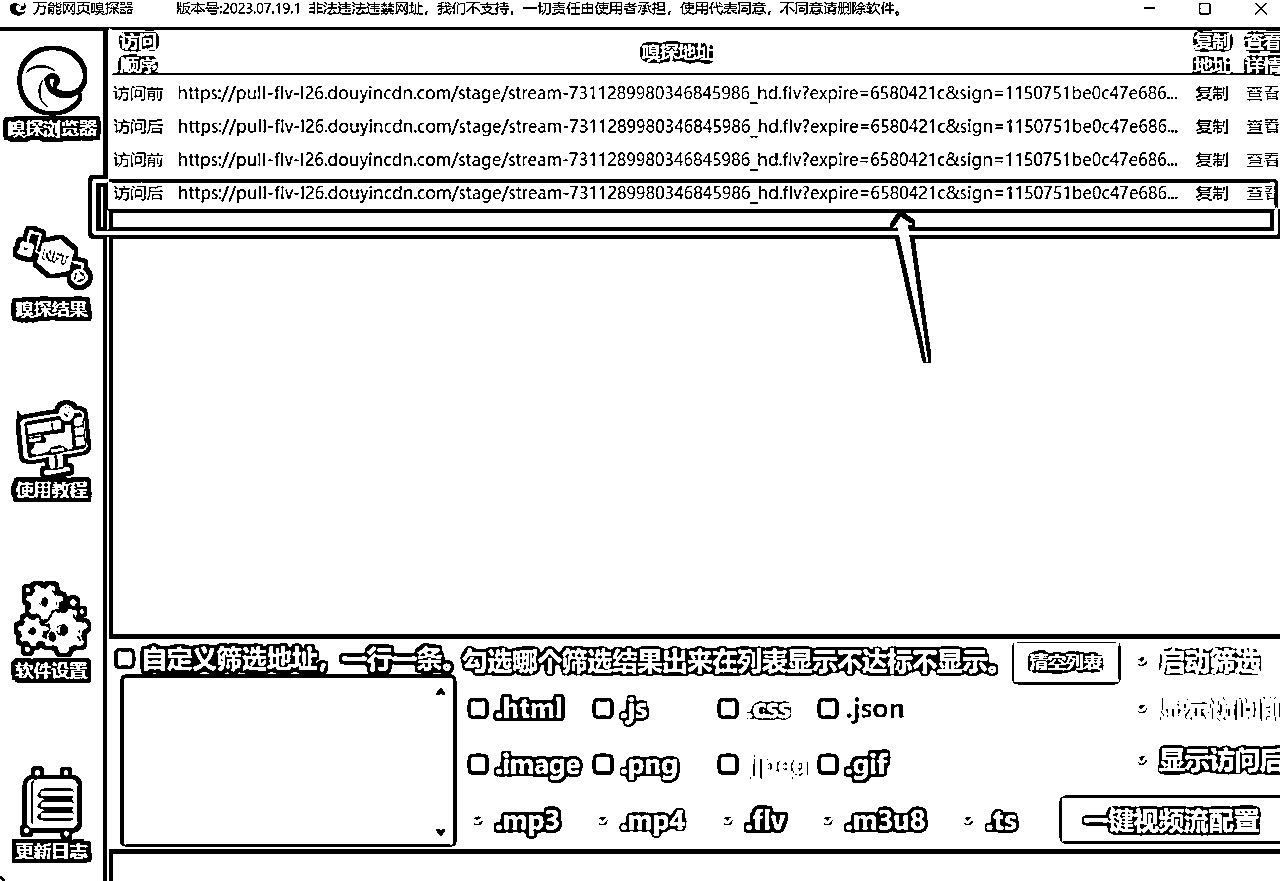 万能网页嗅探器 版本号:2023.07.19.1 非法违法违禁网址，我们不支持，一切责任由使用者承担，使用代表同意，不同意请删除软件。
访问顺序 嗅探地址 复制地址 查看详情
访问前 https://pull-flv-l26.douyincdn.com/stage/stream-7311289980346845986_hd.flv?expire=6580421c&sign=1150751be0c47e686... 复制 查看
访问后 https://pull-flv-l26.douyincdn.com/stage/stream-7311289980346845986_hd.flv?expire=6580421c&sign=1150751be0c47e686... 复制 查看
访问前 https://pull-flv-l26.douyincdn.com/stage/stream-7311289980346845986_hd.flv?expire=6580421c&sign=1150751be0c47e686... 复制 查看
访问后 https://pull-flv-l26.douyincdn.com/stage/stream-7311289980346845986_hd.flv?expire=6580421c&sign=1150751be0c47e686... 复制 查看
嗅探浏览器
嗅探结果
使用教程
软件设置
更新日志
自定义筛选地址，一行一条。勾选哪个筛选结果出来在列表显示不达标不显示。 清空列表 启动筛选
.html .js .css .json 显示访问前
.image .png .jpeg .gif 显示访问后
.mp3 .mp4 .flv .m3u8 .ts 一键视频流配置